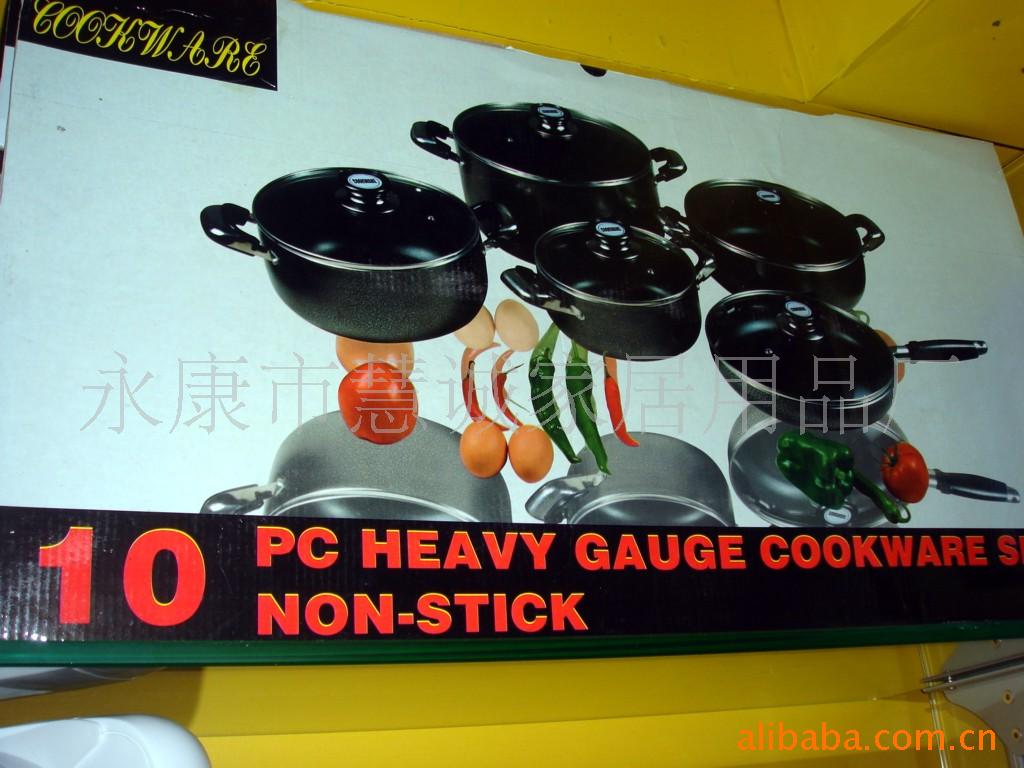 COOKWARE
永康市慧诚家居用品厂
10 PC HEAVY GAUGE COOKWARE
NON-STICK
alibaba.com.cn